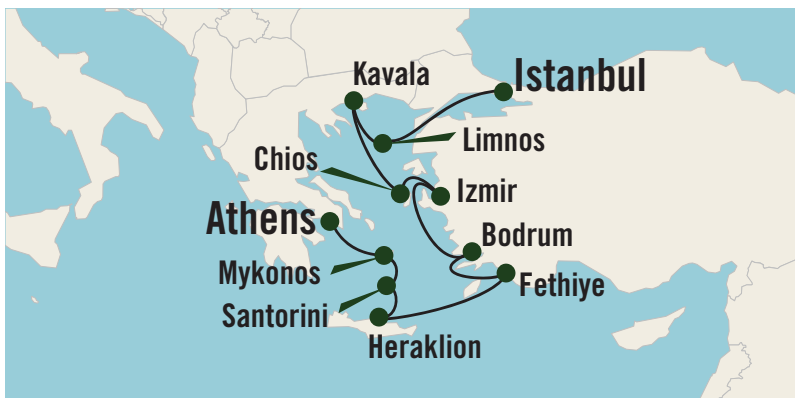 Kavala
Istanbul
Limnos
Chios
Izmir
Athens
Bodrum
Mykonos
Fethiye
Santorini
Heraklion